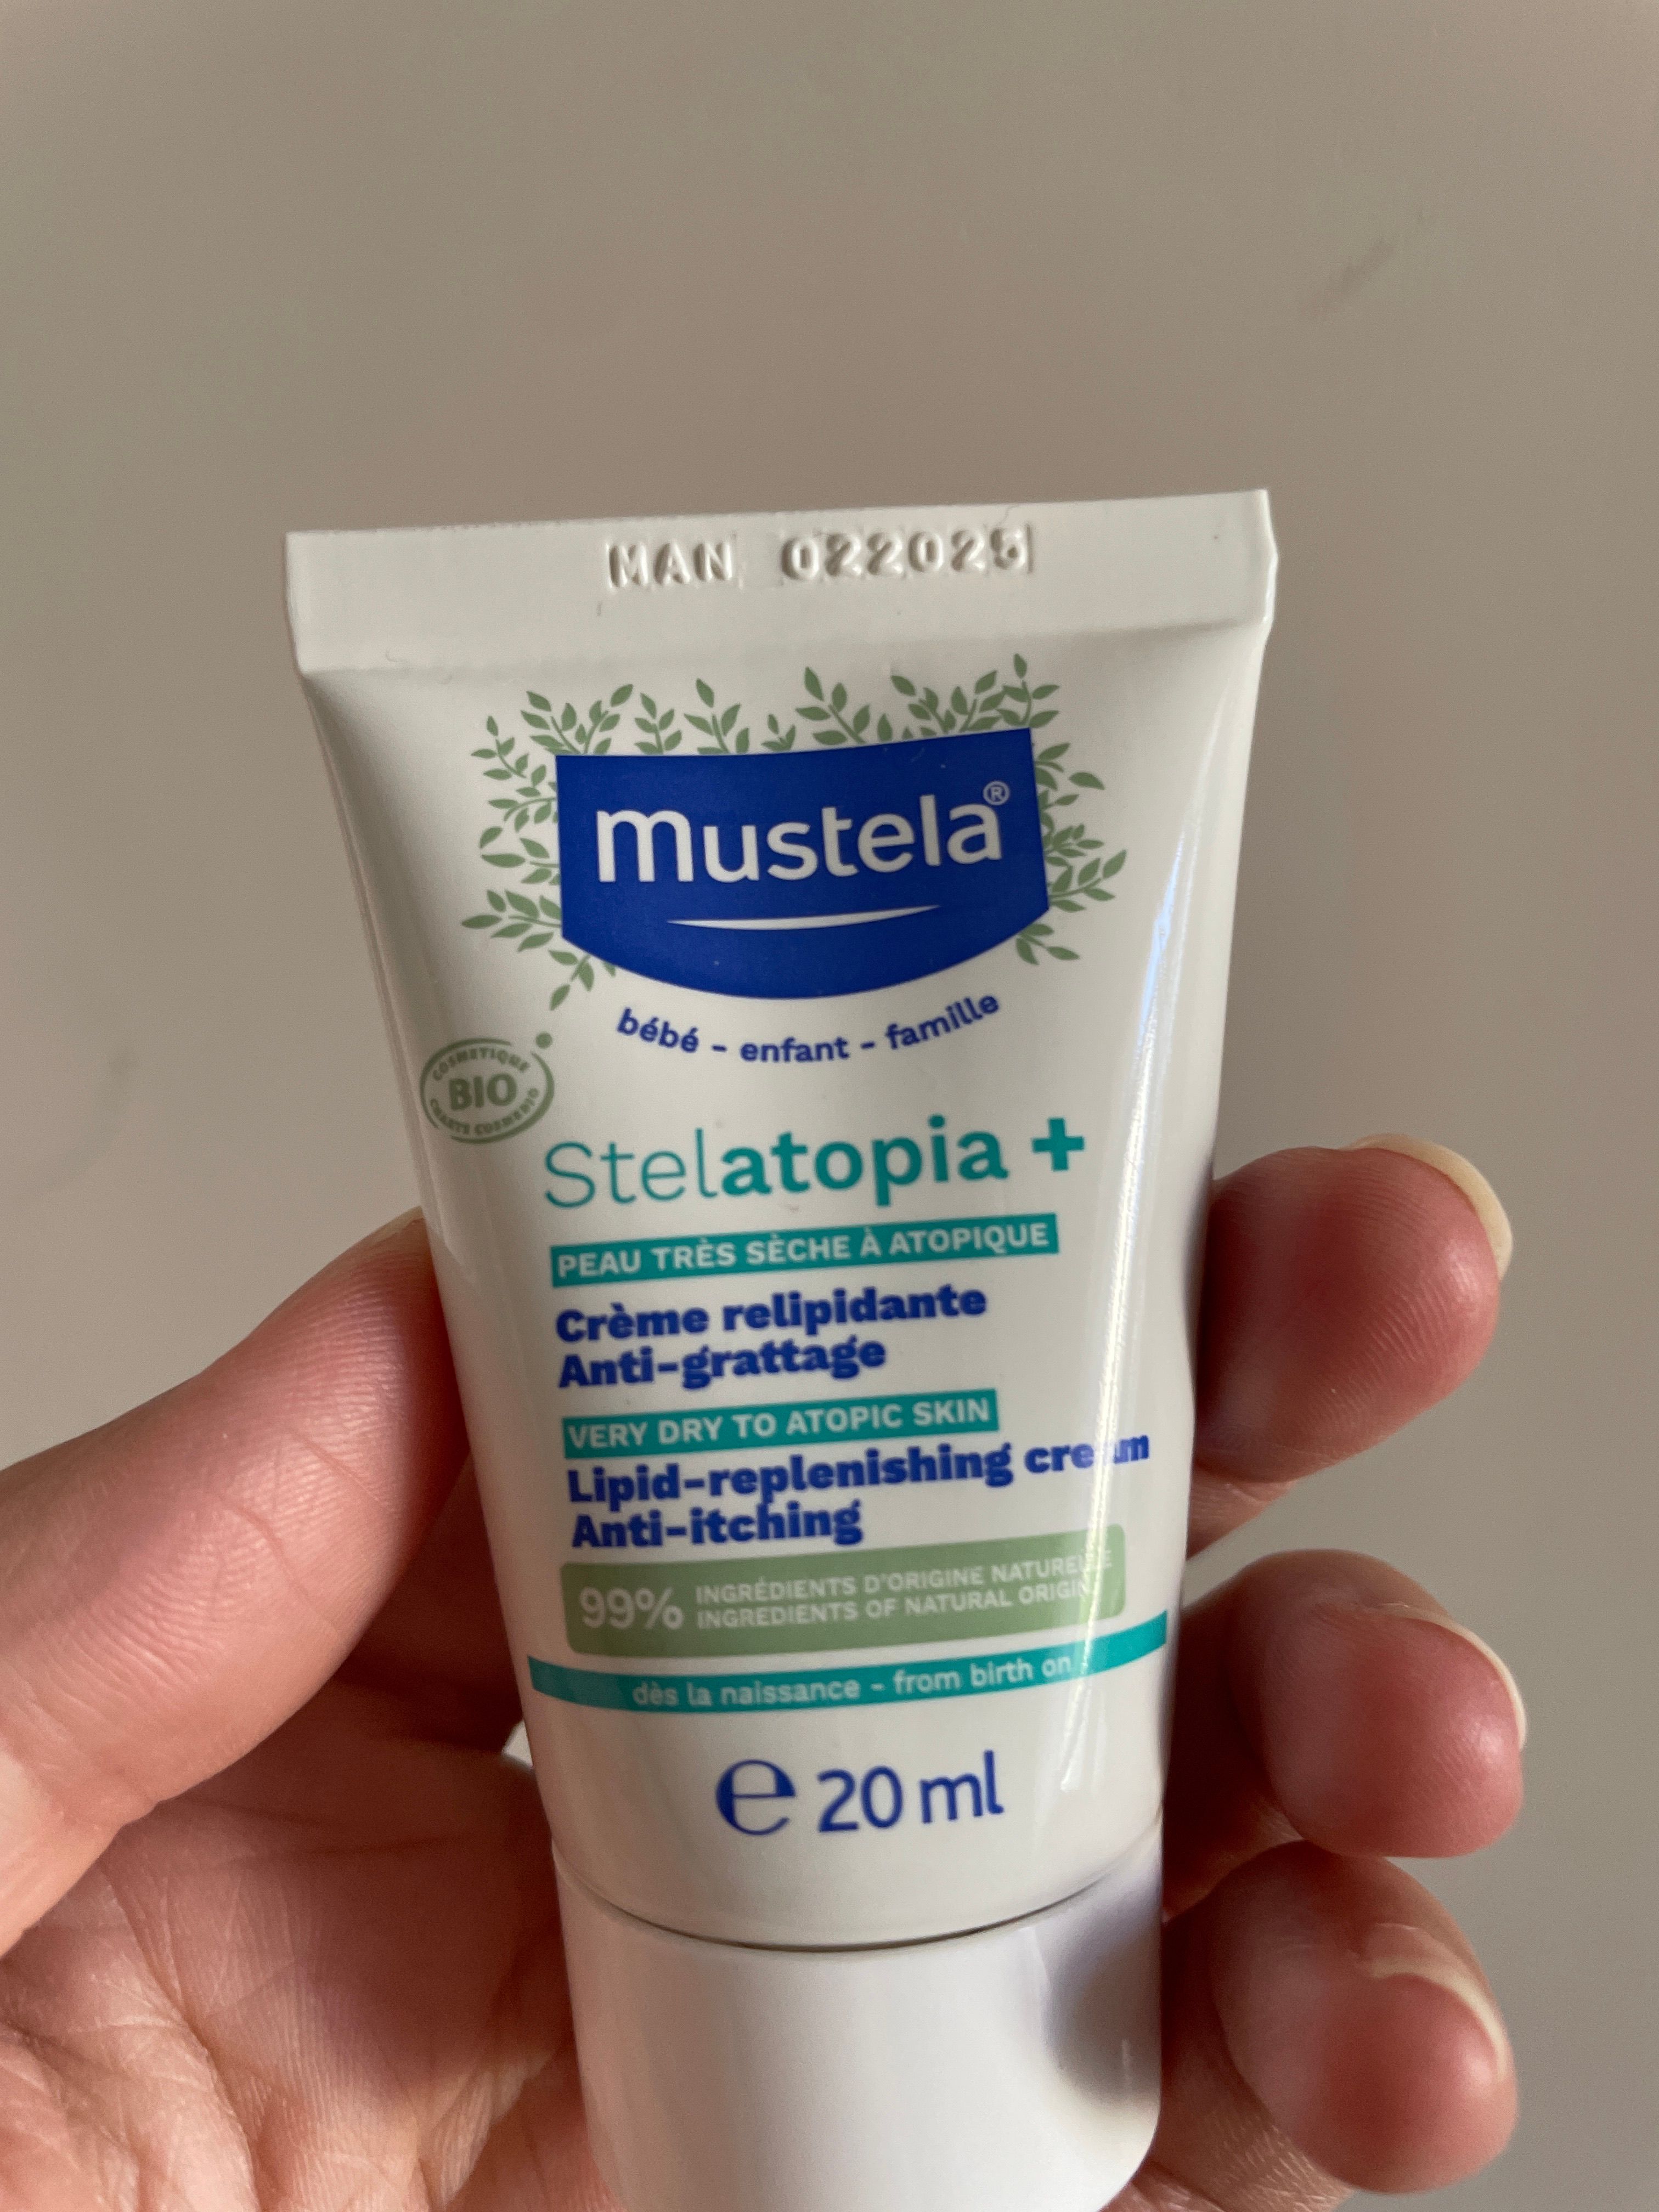 MAN 022025
mustela®
bébé - enfant - famille
COSMETIQUE
BIO
CHARTE COSMEBIO
Stelatopia +
PEAU TRÈS SÈCHE À ATOPIQUE
Crème relipidante
Anti-grattage
VERY DRY TO ATOPIC SKIN
Lipid-replenishing cream
Anti-itching
99% INGRÉDIENTS D'ORIGINE NATURELLE
INGREDIENTS OF NATURAL ORIGIN
dès la naissance - from birth on
e 20 ml